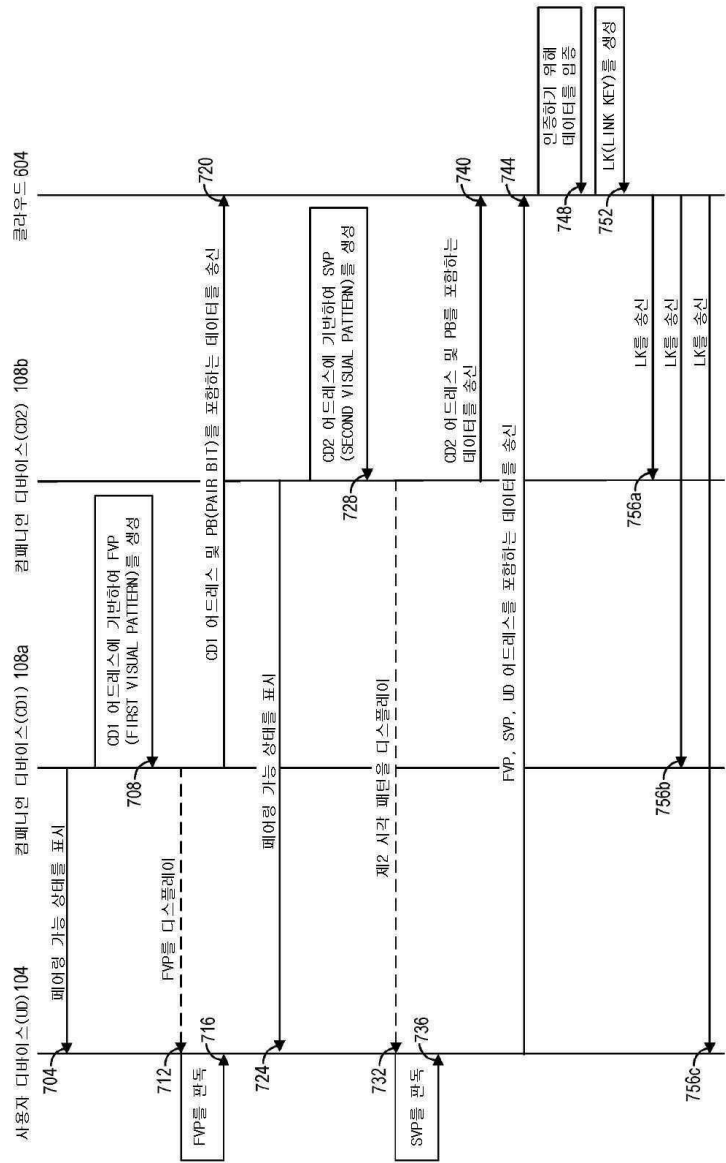 사용자 디바이스(UD) 104
컴패니언 디바이스(CD1) 108a
컴패니언 디바이스(CD2) 108b
클라우드 604
페어링 가능 상태를 표시
704
CD1 어드레스에 기반하여 FVP
(FIRST VISUAL PATTERN)를 생성
708
FVP를 디스플레이
712
FVP를 판독
716
CD1 어드레스 및 PB(PAIR BIT)를 포함하는 데이터를 송신
720
페어링 가능 상태를 표시
724
CD2 어드레스에 기반하여 SVP
(SECOND VISUAL PATTERN)를 생성
728
제2 시각 패턴을 디스플레이
732
SVP를 판독
736
CD2 어드레스 및 PB를 포함하는
데이터를 송신
740
FVP, SVP, UD 어드레스를 포함하는 데이터를 송신
744
인증하기 위해
데이터를 입증
748
LK(LINK KEY)를 생성
752
LK를 송신
756a
LK를 송신
756b
LK를 송신
756c